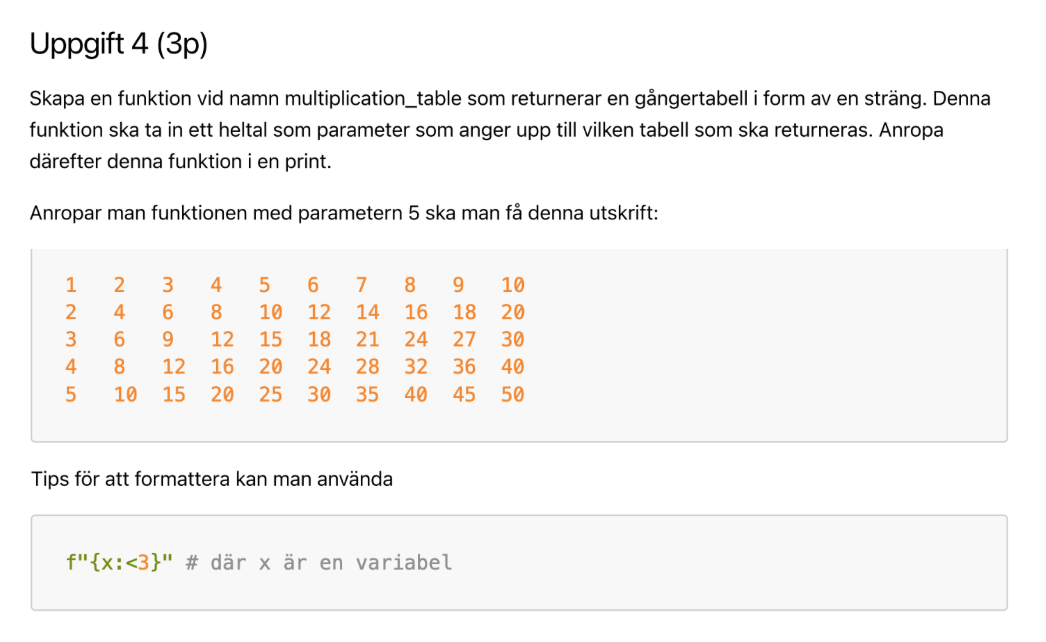 Uppgift 4 (3p)
Skapa en funktion vid namn multiplication_table som returnerar en gångertabell i form av en sträng. Denna
funktion ska ta in ett heltal som parameter som anger upp till vilken tabell som ska returneras. Anropa
därefter denna funktion i en print.
Anropar man funktionen med parametern 5 ska man få denna utskrift:
1   2   3   4   5   6   7   8   9   10
2   4   6   8   10  12  14  16  18  20
3   6   9   12  15  18  21  24  27  30
4   8   12  16  20  24  28  32  36  40
5   10  15  20  25  30  35  40  45  50
Tips för att formattera kan man använda
f"{x:<3}" # där x är en variabel